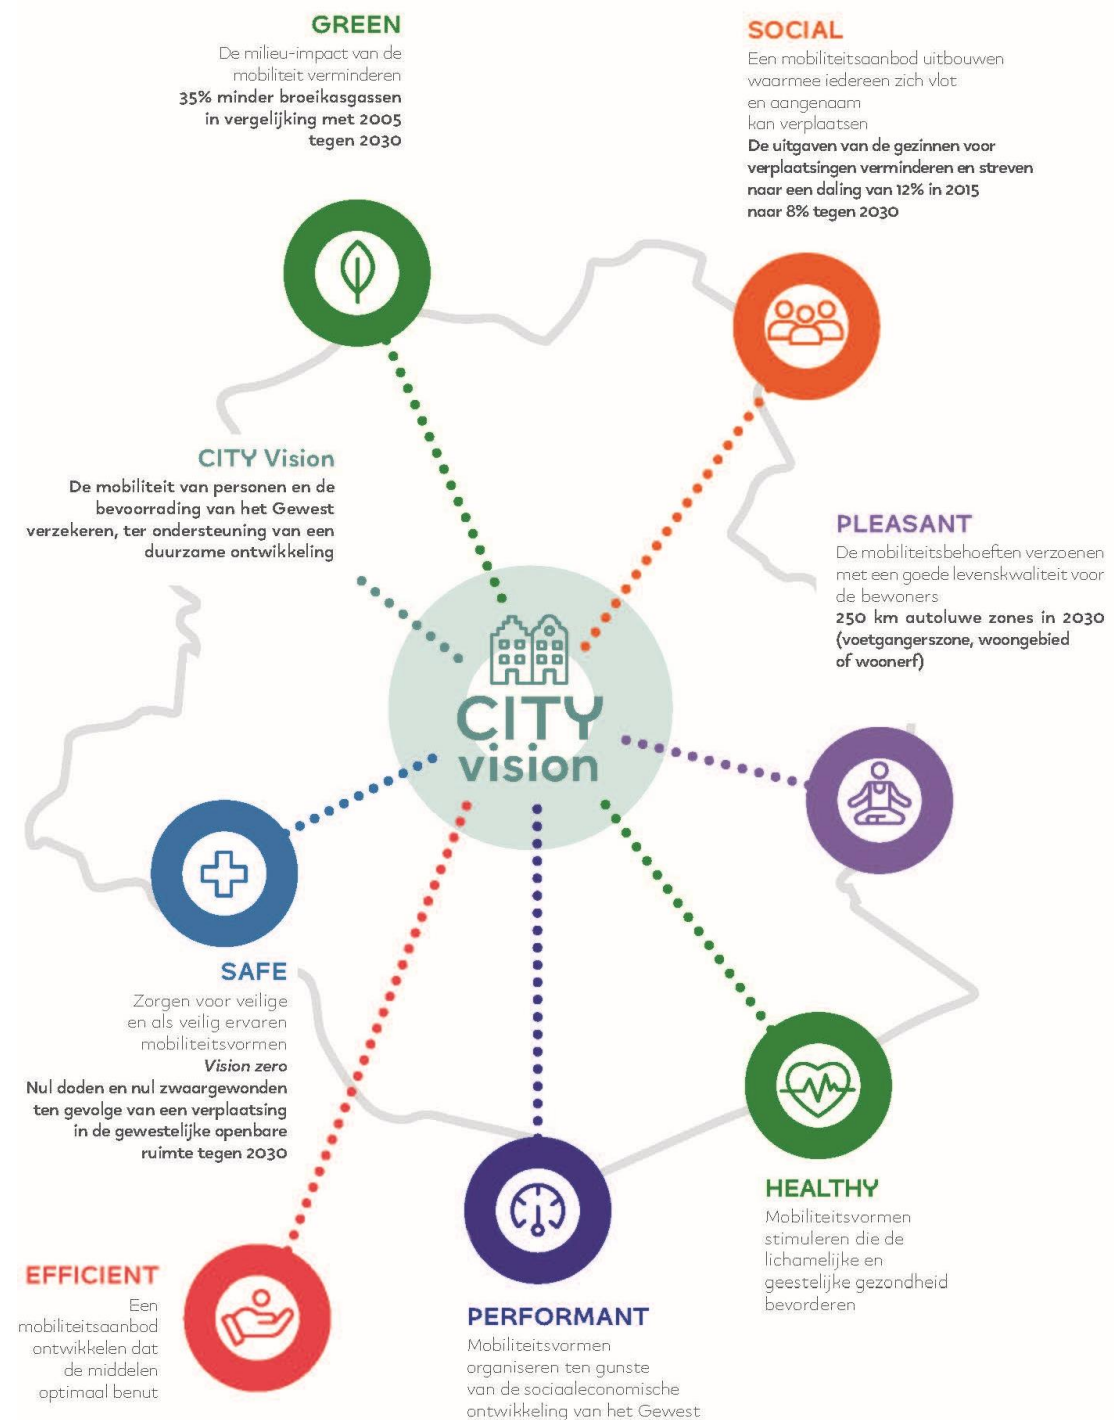 GREEN
De milieu-impact van de
mobiliteit verminderen
35% minder broeikasgassen
in vergelijking met 2005
tegen 2030
SOCIAL
Een mobiliteitsaanbod uitbouwen
waarmee iedereen zich vlot
en aangenaam
kan verplaatsen
De uitgaven van de gezinnen voor
verplaatsingen verminderen en streven
naar een daling van 12% in 2015
naar 8% tegen 2030
CITY Vision
De mobiliteit van personen en de
bevoorrading van het Gewest
verzekeren, ter ondersteuning van een
duurzame ontwikkeling
PLEASANT
De mobiliteitsbehoeften verzoenen
met een goede levenskwaliteit voor
de bewoners
250 km autoluwe zones in 2030
(voetgangerszone, woongebied
of woonerf)
CITY
vision
SAFE
Zorgen voor veilige
en als veilig ervaren
mobiliteitsvormen
Vision zero
Nul doden en nul zwaargewonden
ten gevolge van een verplaatsing
in de gewestelijke openbare
ruimte tegen 2030
HEALTHY
Mobiliteitsvormen
stimuleren die de
lichamelijke en
geestelijke gezondheid
bevorderen
EFFICIENT
Een
mobiliteitsaanbod
ontwikkelen dat
de middelen
optimaal benut
PERFORMANT
Mobiliteitsvormen
organiseren ten gunste
van de sociaaleconomische
ontwikkeling van het Gewest